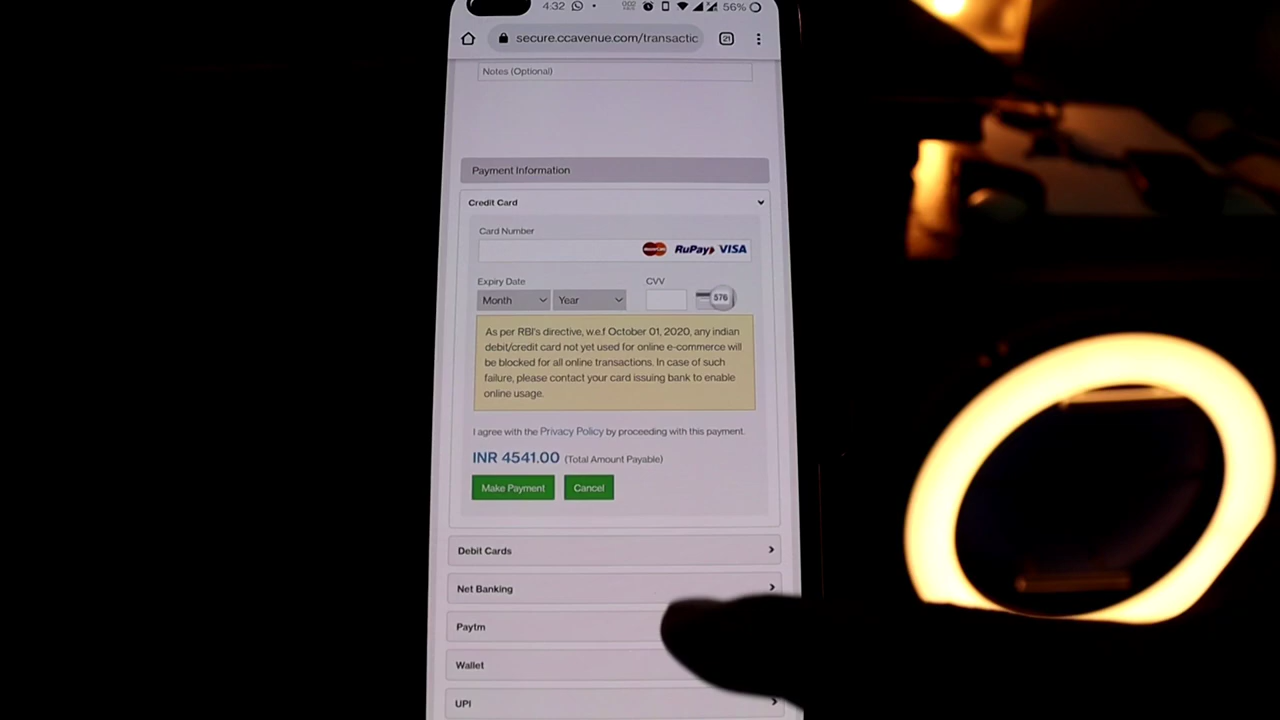 4:32 56%
secure.ccavenue.com/transactic 21
Notes (Optional)
Payment Information
Credit Card
Card Number
RuPay VISA
Expiry Date CVV
Month Year 576
As per RBI's directive, w.e.f October 01, 2020, any indian
debit/credit card not yet used for online e-commerce will
be blocked for all online transactions. In case of such
failure, please contact your card issuing bank to enable
online usage.
I agree with the Privacy Policy by proceeding with this payment.
INR 4541.00 (Total Amount Payable)
Make Payment Cancel
Debit Cards
Net Banking
Paytm
Wallet
UPI